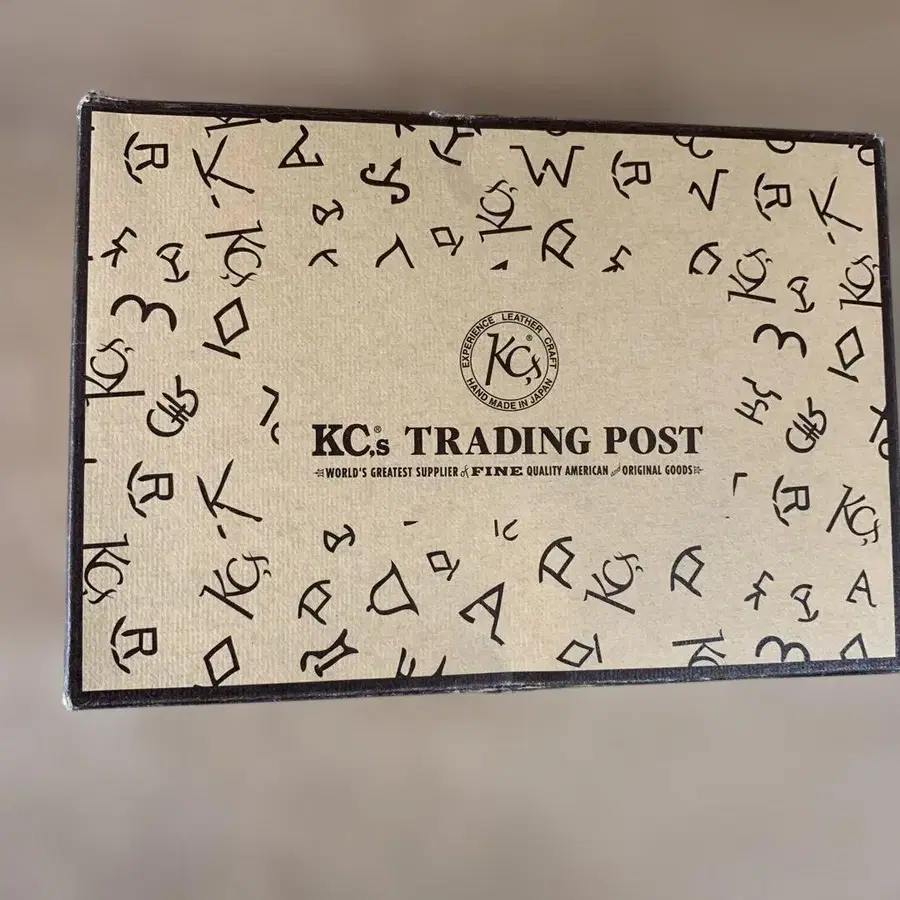 EXPERIENCE LEATHER CRAFT
KC,s®
HAND MADE IN JAPAN
KC,s® TRADING POST
WORLD'S GREATEST SUPPLIER of FINE QUALITY AMERICAN and ORIGINAL GOODS